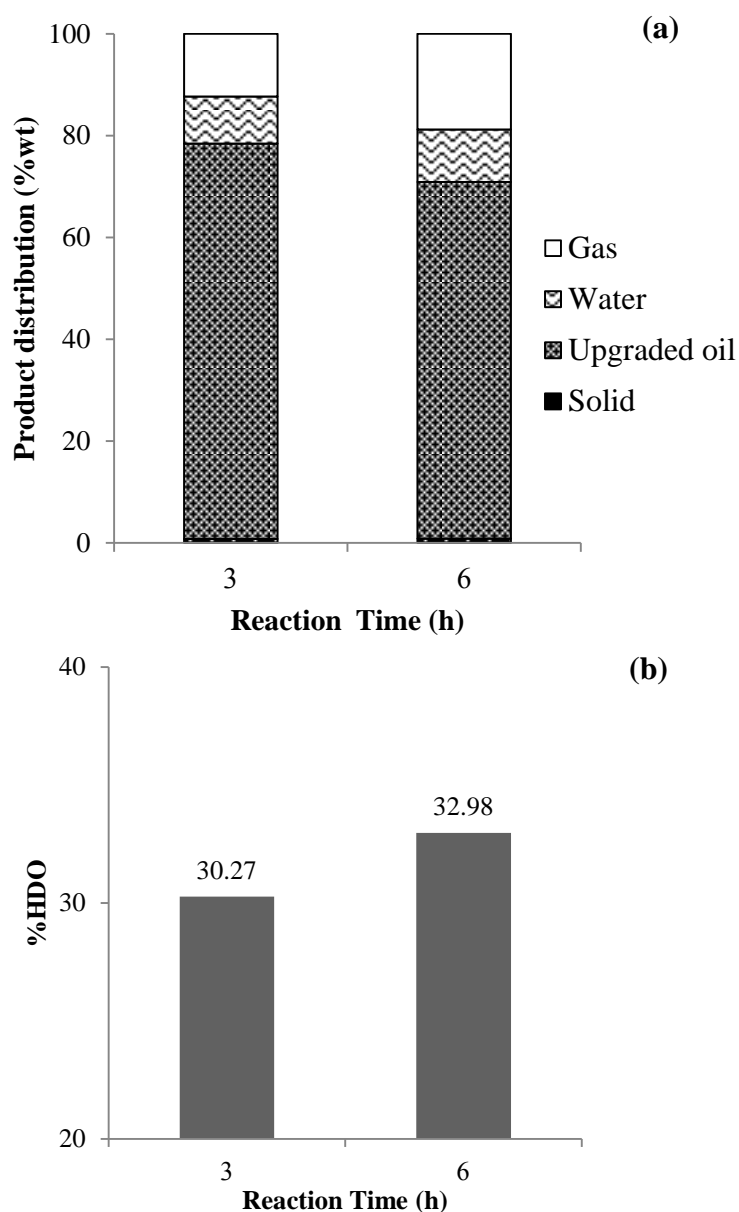 (a)
100
80
60
40
20
0
Product distribution (%wt)
Gas
Water
Upgraded oil
Solid
3 6
Reaction Time (h)
(b)
40
30
20
%HDO
30.27
32.98
3 6
Reaction Time (h)